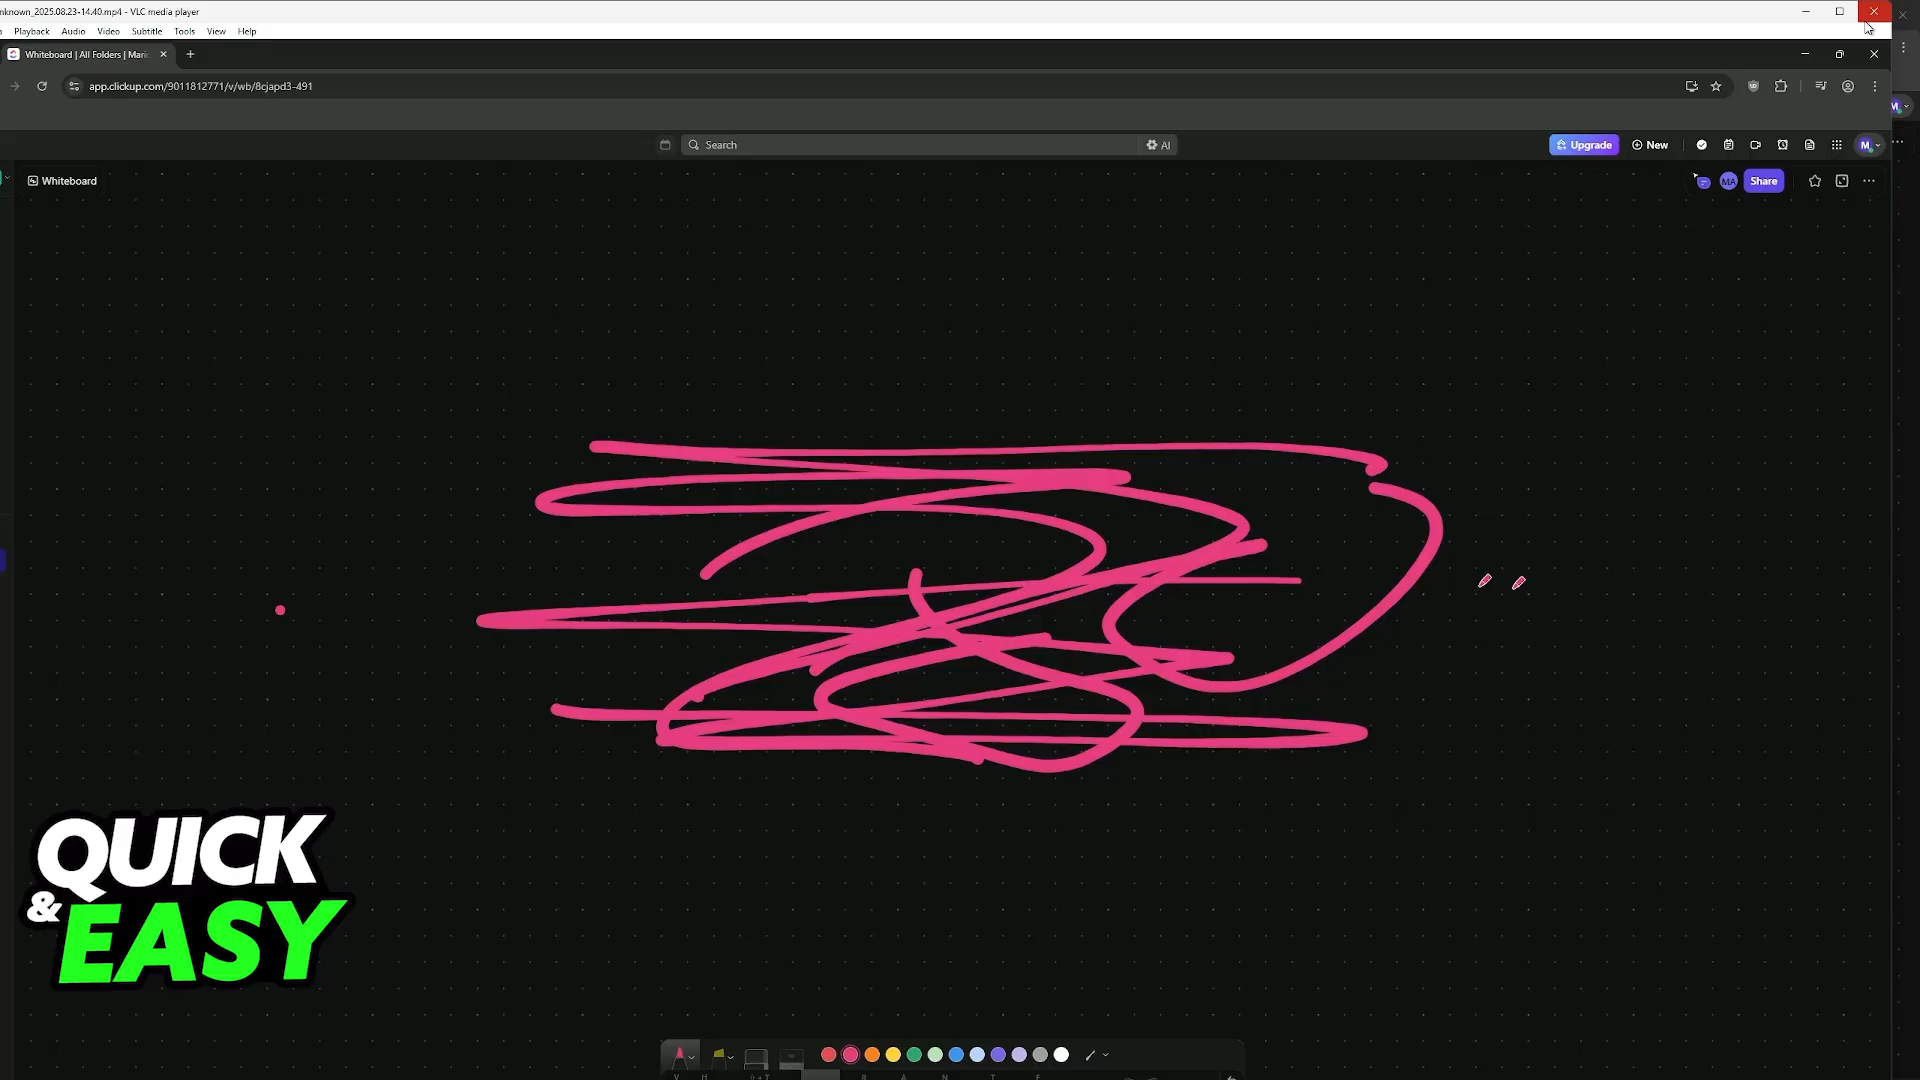 nknown_2025.08.23-14.40.mp4 - VLC media player
Playback Audio Video Subtitle Tools View Help
Whiteboard | All Folders | Mario
app.clickup.com/9011812771/v/wb/8cjapd3-491
M
Search AI Upgrade New M
Whiteboard MA Share
QUICK
&
EASY
V H ⇧+T R A N T F